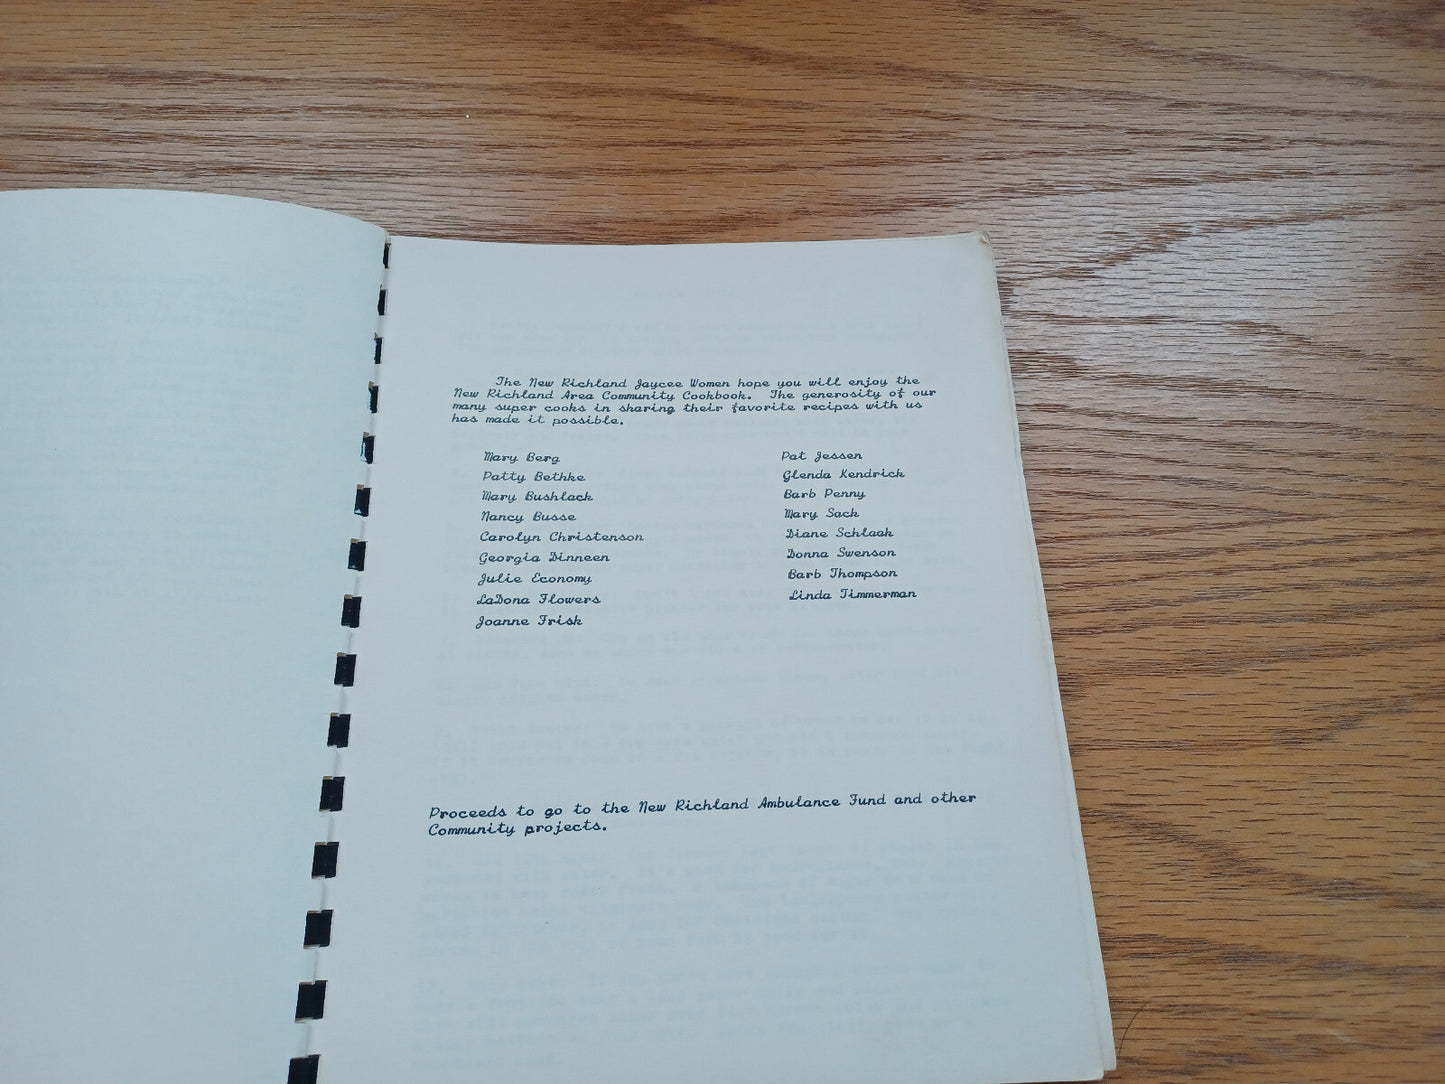 The New Richland Jaycee Women hope you will enjoy the
New Richland Area Community Cookbook. The generosity of our
many super cooks in sharing their favorite recipes with us
has made it possible.
Mary Berg
Patty Bethke
Mary Bushlack
Nancy Busse
Carolyn Christenson
Georgia Dinneen
Julie Economy
LaDona Flowers
Joanne Frisk
Pat Jessen
Glenda Kendrick
Barb Penny
Mary Sack
Diane Schlaak
Donna Swenson
Barb Thompson
Linda Timmerman
Proceeds to go to the New Richland Ambulance Fund and other
Community projects.